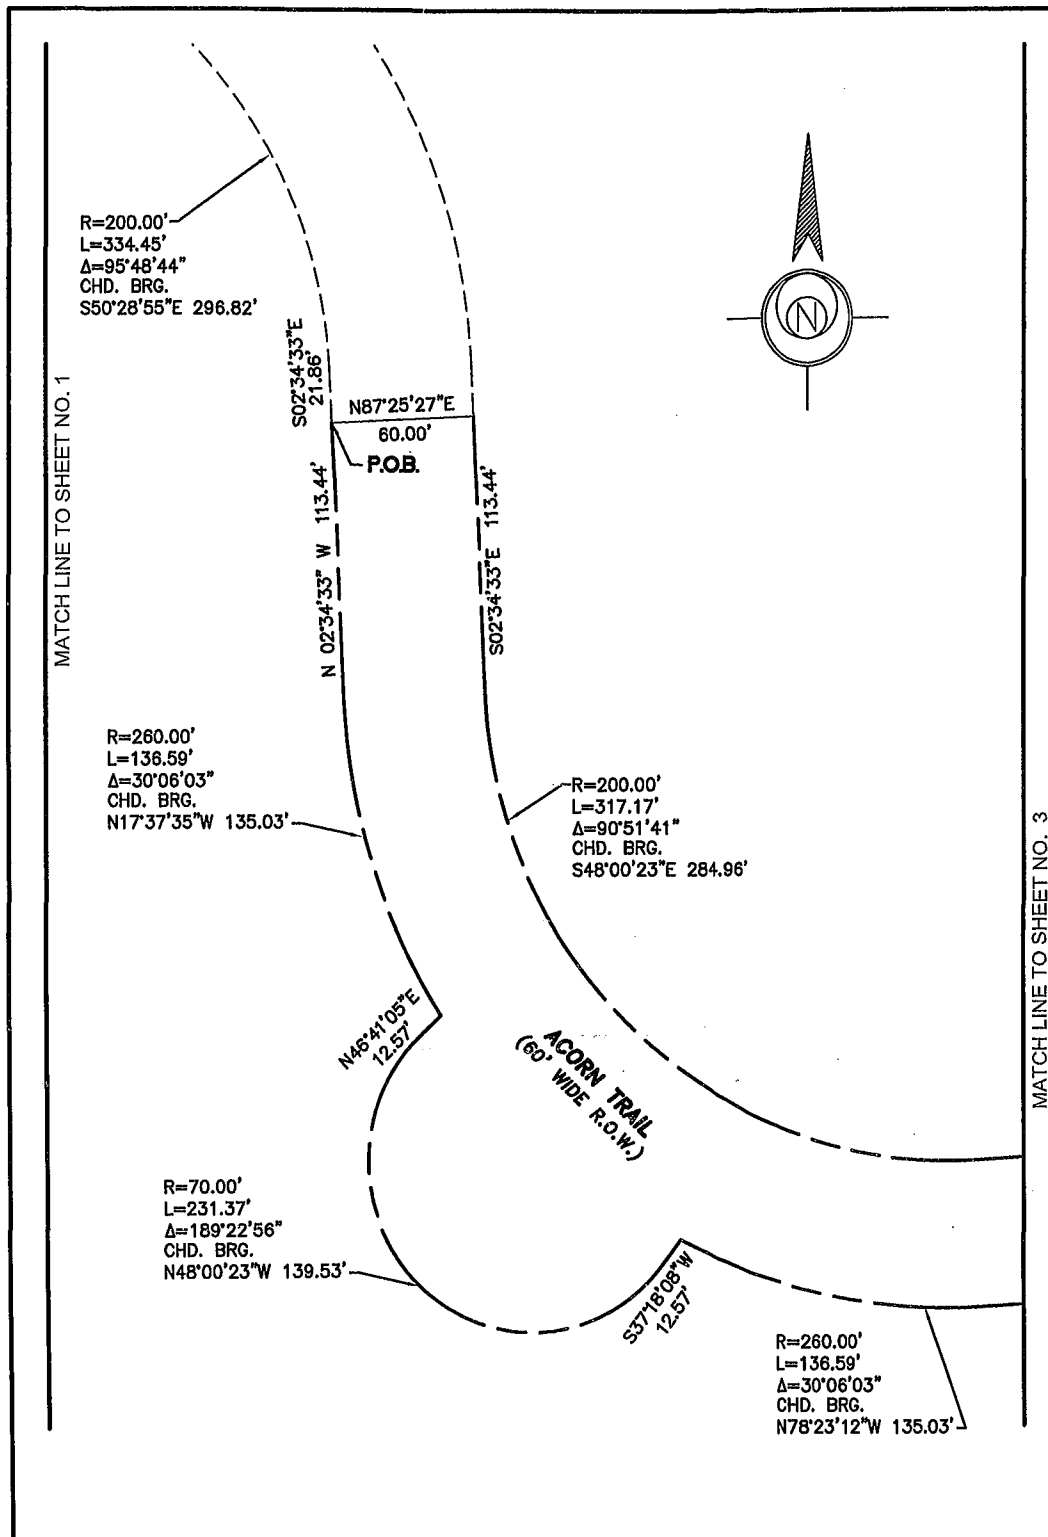 MATCH LINE TO SHEET NO. 1
R=200.00'
L=334.45'
Δ=95°48'44"
CHD. BRG.
S50°28'55"E 296.82'
S02°34'33"E
21.86'
N87°25'27"E
60.00'
P.O.B.
N 02°34'33" W 113.44'
S02°34'33"E 113.44'
N
R=260.00'
L=136.59'
Δ=30°06'03"
CHD. BRG.
N17°37'35"W 135.03'
R=200.00'
L=317.17'
Δ=90°51'41"
CHD. BRG.
S48°00'23"E 284.96'
MATCH LINE TO SHEET NO. 3
N46°41'05"E
12.57'
ACORN TRAIL
(60' WIDE R.O.W.)
R=70.00'
L=231.37'
Δ=189°22'56"
CHD. BRG.
N48°00'23"W 139.53'
S37°18'08"W
12.57'
R=260.00'
L=136.59'
Δ=30°06'03"
CHD. BRG.
N78°23'12"W 135.03'